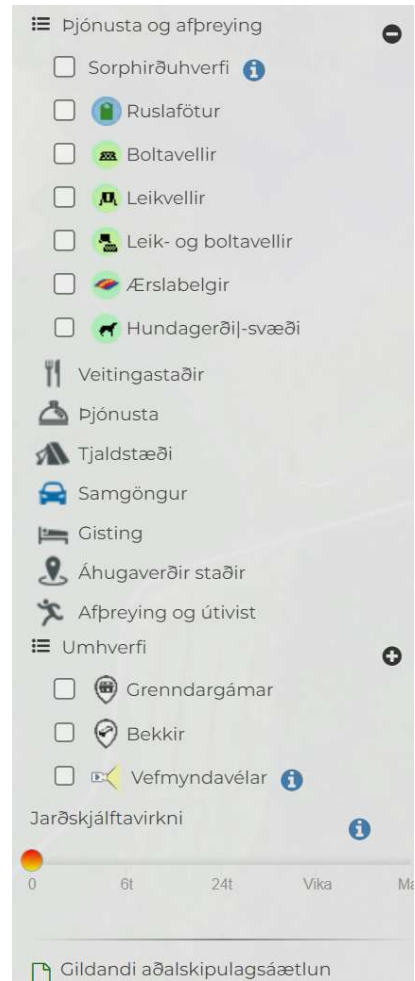 Þjónusta og afþreying
Sorphirðuhverfi
Ruslafötur
Boltavellir
Leikvellir
Leik- og boltavellir
Ærslabelgir
Hundagerði|-svæði
Veitingastaðir
Þjónusta
Tjaldstæði
Samgöngur
Gisting
Áhugaverðir staðir
Afþreying og útivist
Umhverfi
Grenndargámar
Bekkir
Vefmyndavélar
Jarðskjálftavirkni
0 6t 24t Vika Ma
Gildandi aðalskipulagsáætlun